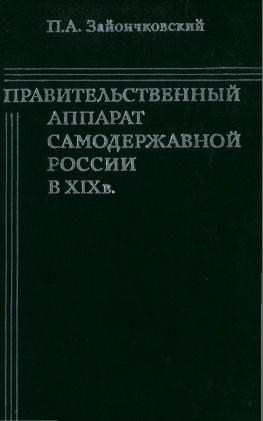 П.А. Зайончковский
ПРАВИТЕЛЬСТВЕННЫЙ
АППАРАТ
САМОДЕРЖАВНОЙ
РОССИИ
В XIXв.